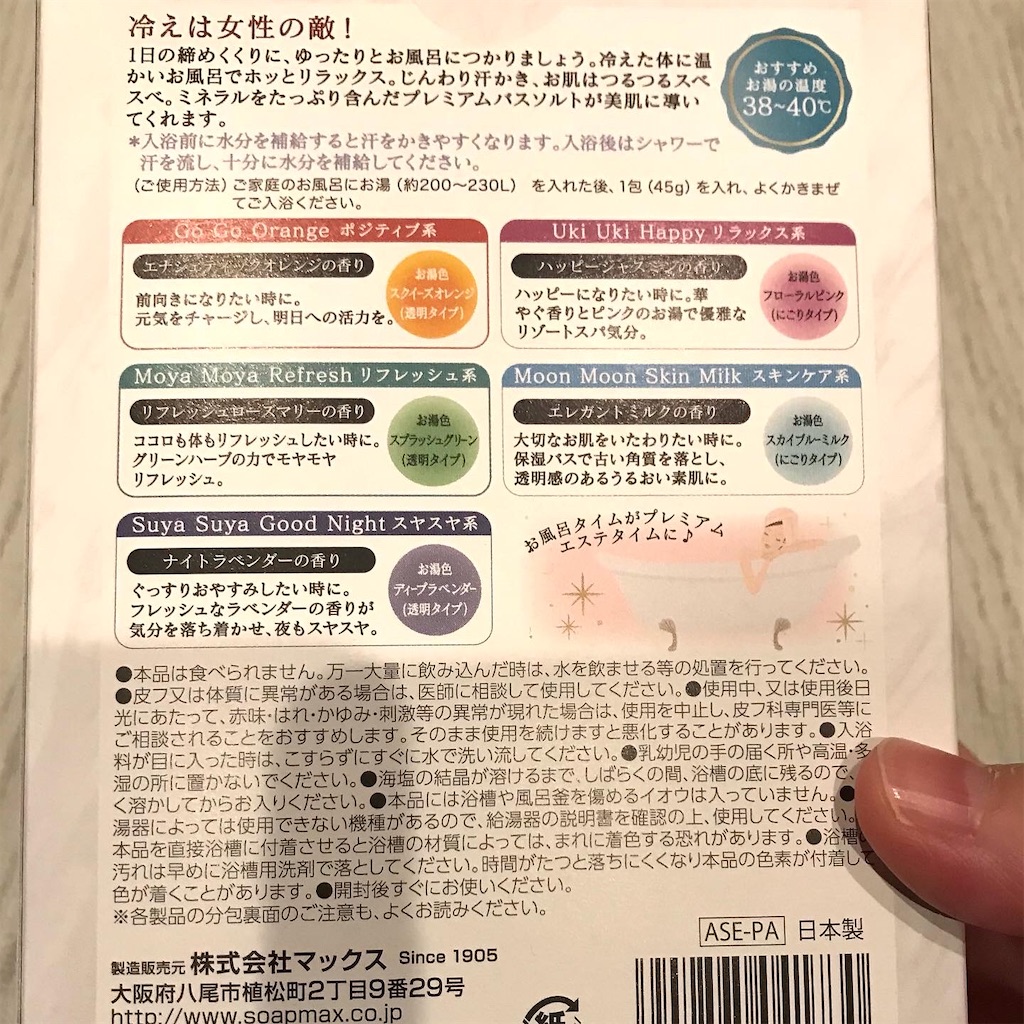 冷えは女性の敵!
1日の締めくくりに、ゆったりとお風呂につかりましょう。冷えた体に温
かいお風呂でホッとリラックス。じんわり汗かき、お肌はつるつるスベ
スベ。ミネラルをたっぷり含んだプレミアムバスソルトが美肌に導い
てくれます。
おすすめ
お湯の温度
38〜40℃
*入浴前に水分を補給すると汗をかきやすくなります。入浴後はシャワーで
汗を流し、十分に水分を補給してください。
(ご使用方法) ご家庭のお風呂にお湯(約200〜230L) を入れた後、1包(45g)を入れ、よくかきまぜ
てご入浴ください。
Go Go Orange ポジティブ系
エナジェティックオレンジの香り
前向きになりたい時に。
元気をチャージし、明日への活力を。
お湯色
スクイーズオレンジ
(透明タイプ)
Uki Uki Happy リラックス系
ハッピージャスミンの香り
ハッピーになりたい時に。華
やぐ香りとピンクのお湯で優雅な
リゾートスパ気分。
お湯色
フローラルピンク
(にごりタイプ)
Moya Moya Refresh リフレッシュ系
リフレッシュローズマリーの香り
ココロも体もリフレッシュしたい時に。
グリーンハーブの力でモヤモヤ
リフレッシュ。
お湯色
スプラッシュグリーン
(透明タイプ)
Moon Moon Skin Milk スキンケア系
エレガントミルクの香り
大切なお肌をいたわりたい時に。
保湿バスで古い角質を落とし、
透明感のあるうるおい素肌に。
お湯色
スカイブルーミルク
(にごりタイプ)
Suya Suya Good Night スヤスヤ系
ナイトラベンダーの香り
ぐっすりおやすみしたい時に。
フレッシュなラベンダーの香りが
気分を落ち着かせ、夜もスヤスヤ。
お湯色
ディープラベンダー
(透明タイプ)
お風呂タイムがプレミアム
エステタイムに♪
●本品は食べられません。万一大量に飲み込んだ時は、水を飲ませる等の処置を行ってください。
●皮フ又は体質に異常がある場合は、医師に相談して使用してください。●使用中、又は使用後日
光にあたって、赤味・はれ・かゆみ・刺激等の異常が現れた場合は、使用を中止し、皮フ科専門医等に
ご相談されることをおすすめします。そのまま使用を続けますと悪化することがあります。●入浴
料が目に入った時は、こすらずにすぐに水で洗い流してください。●乳幼児の手の届く所や高温・多
湿の所に置かないでください。●海塩の結晶が溶けるまで、しばらくの間、浴槽の底に残るので、
く溶かしてからお入りください。●本品には浴槽や風呂釜を傷めるイオウは入っていません。●
湯器によっては使用できない機種があるので、給湯器の説明書を確認の上、使用してください。
本品を直接浴槽に付着させると浴槽の材質によっては、まれに着色する恐れがあります。●浴槽
汚れは早めに浴槽用洗剤で落としてください。時間がたつと落ちにくくなり本品の色素が付着して
色が着くことがあります。●開封後すぐにお使いください。
※各製品の分包裏面のご注意も、よくお読みください。
ASE-PA 日本製
製造販売元 株式会社マックス Since 1905
大阪府八尾市植松町2丁目9番29号
http://www.soapmax.co.jp
紙